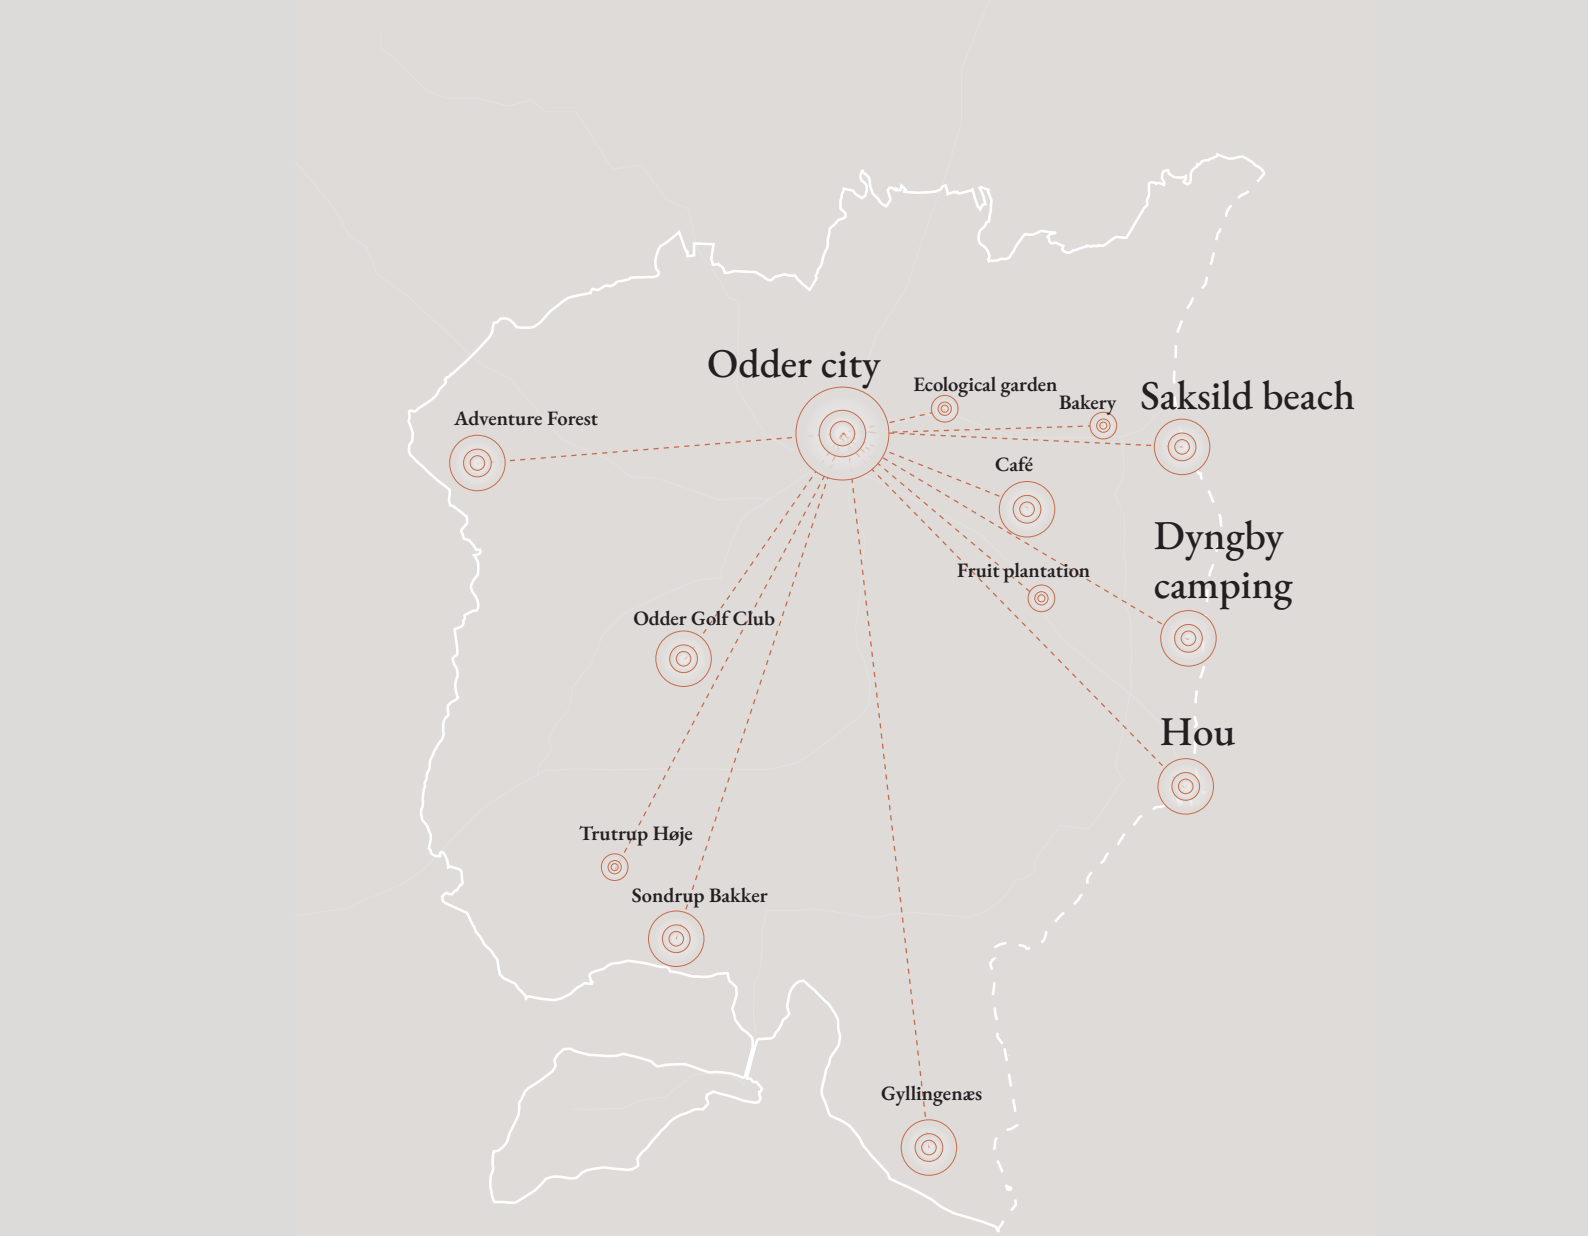 Odder city
Ecological garden
Bakery
Saksild beach
Adventure Forest
Café
Dyngby
camping
Fruit plantation
Odder Golf Club
Hou
Trutrup Høje
Sondrup Bakker
Gyllingenæs